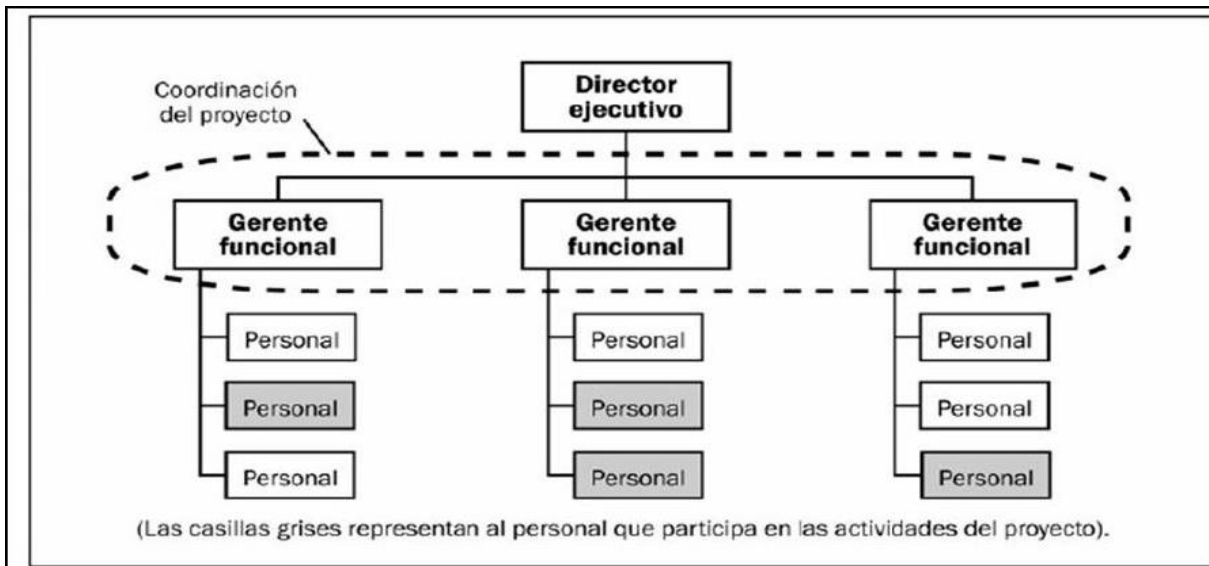 Coordinación
del proyecto
Director
ejecutivo
Gerente
funcional
Gerente
funcional
Gerente
funcional
Personal
Personal
Personal
Personal
Personal
Personal
Personal
Personal
Personal
(Las casillas grises representan al personal que participa en las actividades del proyecto).